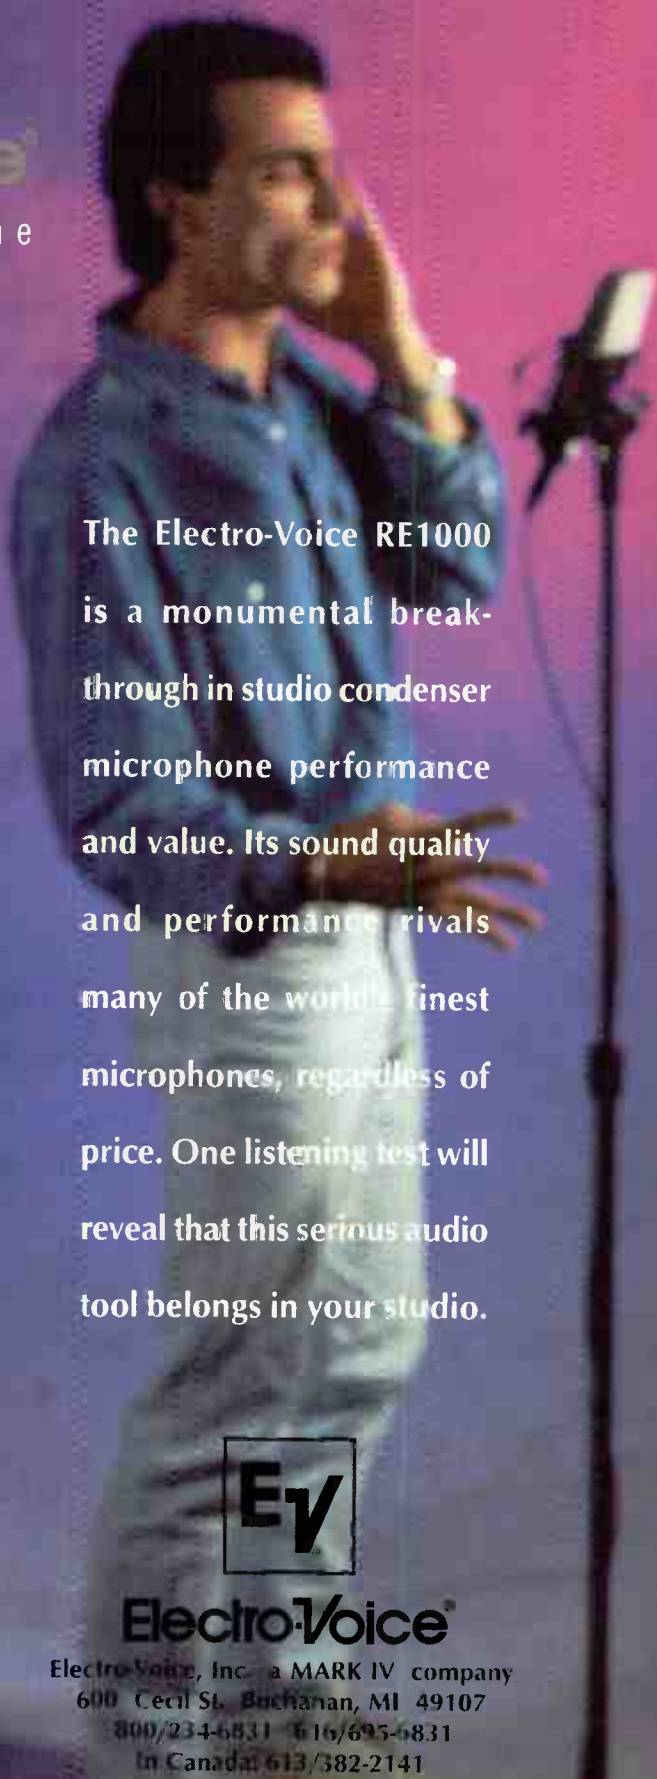 e
The Electro-Voice RE1000
is a monumental break-
through in studio condenser
microphone performance
and value. Its sound quality
and performance rivals
many of the world's finest
microphones, regardless of
price. One listening test will
reveal that this serious audio
tool belongs in your studio.
EV
Electro-Voice®
Electro-Voice, Inc. a MARK IV company
600 Cecil St. Buchanan, MI 49107
800/234-6831 616/695-6831
In Canada: 613/382-2141